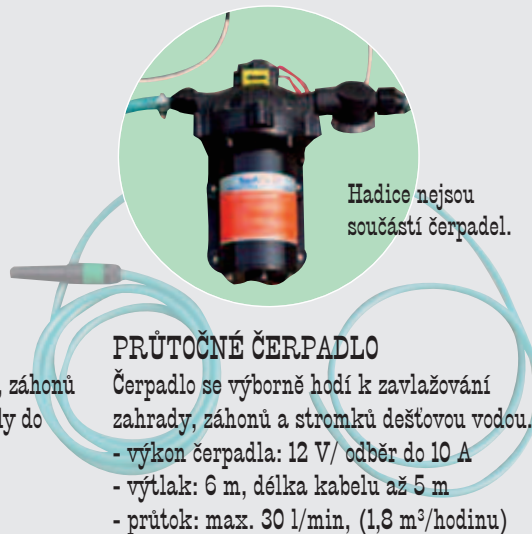 Hadice nejsou
součástí čerpadel.
PRŮTOČNÉ ČERPADLO
Čerpadlo se výborně hodí k zavlažování
zahrady, záhonů a stromků dešťovou vodou.
- výkon čerpadla: 12 V/ odběr do 10 A
- výtlak: 6 m, délka kabelu až 5 m
- průtok: max. 30 l/min, (1,8 m³/hodinu)
, záhonů
ly do